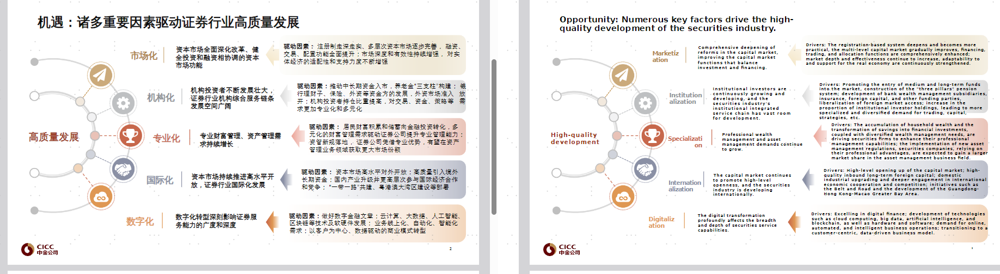 机遇：诸多重要因素驱动证券行业高质量发展
市场化
资本市场全面深化改革、健
全投资和融资相协调的资本
市场功能
驱动因素： 注册制走深走实、多层次资本市场逐步完善， 融资、
交易、配置功能全面提升；市场深度和有效性持续增强， 对实
体经济的适配性和支持力度不断增强
机构化
机构投资者不断发展壮大，
证券行业机构综合服务链条
发展空间广阔
驱动因素：推动中长期资金入市，养老金“三支柱”构建； 银
行理财子、保险、外资等资金方的发展，外资市场准入 放
开；机构投资者持仓比重提高，对交易、资金、策略等 需
求更加专业化和多元化
高质量发展
专业化
专业财富管理、资产管理需
求持续增长
驱动因素： 居民财富积累和储蓄向金融投资转化，多
元化的财富管理需求驱动证券公司提升专业管理能力；
资管新规落地， 证券公司凭借专业优势，有望在资产
管理业务领域获取更大市场份额
国际化
资本市场持续推进高水平开
放，证券行业国际化发展
驱动因素： 资本市场高水平对外开放；高质量引入境外
长期资金；国内产业升级并更高层次参与国际经济合作
和竞争； “一带一路”共建、粤港澳大湾区建设等部署
数字化
数字化转型深刻影响证券服
务能力的广度和深度
驱动因素：做好数字金融文章；云计算、大数据、人工智能、
区块链等技术及软硬件发展； 业务线上化、自动化、智能化
需求；以客户为中心、数据驱动的商业模式转型
CICC
中金公司
2
Opportunity: Numerous key factors drive the high-
quality development of the securities industry.
Marketiz
ation
Comprehensive deepening of
reforms in the capital market,
improving the capital market
functions that balance
investment and financing.
Drivers: The registration-based system deepens and becomes more
practical, the multi-level capital market gradually improves, financing,
trading, and allocation functions are comprehensively enhanced;
market depth and effectiveness continue to increase, adaptability to
and support for the real economy are continuously strengthened.
Institution
alization
Institutional investors are
continuously growing and
developing, and the
securities industry's
institutional integrated
service chain has vast room
for development.
Drivers: Promoting the entry of medium and long-term funds
into the market, construction of the "three pillars" pension
system; development of bank wealth management subsidiaries,
insurance, foreign capital, and other funding parties,
liberalization of foreign market access; increase in the
proportion of institutional investor holdings, leading to more
specialized and diversified demand for trading, capital,
strategies, etc.
High-quality
development
Specializati
on
Professional wealth
management and asset
management demands continue
to grow.
Drivers: The accumulation of household wealth and the
transformation of savings into financial investments,
coupled with diversified wealth management needs, are
driving securities firms to enhance their professional
management capabilities; the implementation of new asset
management regulations, securities companies, relying on
their professional advantages, are expected to gain a larger
market share in the asset management business field.
Internation
alization
The capital market continues
to promote high-level
openness, and the securities
industry is developing
internationally.
Drivers: High-level opening up of the capital market; high-
quality inbound long-term foreign capital; domestic
industrial upgrading and deeper engagement in international
economic cooperation and competition; initiatives such as
the Belt and Road and the development of the Guangdong-
Hong Kong-Macao Greater Bay Area.
Digitaliz
ation
The digital transformation
profoundly affects the breadth
and depth of securities service
capabilities.
Drivers: Excelling in digital finance; development of technologies
such as cloud computing, big data, artificial intelligence, and
blockchain, as well as hardware and software; demand for online,
automated, and intelligent business operations; transitioning to a
customer-centric, data-driven business model.
CICC
中金公司